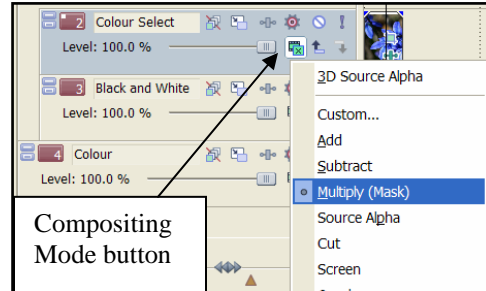 2 Colour Select
Level: 100.0 %
3 Black and White
Level: 100.0 %
4 Colour
Level: 100.0 %
Compositing
Mode button
3D Source Alpha
Custom...
Add
Subtract
Multiply (Mask)
Source Alpha
Cut
Screen